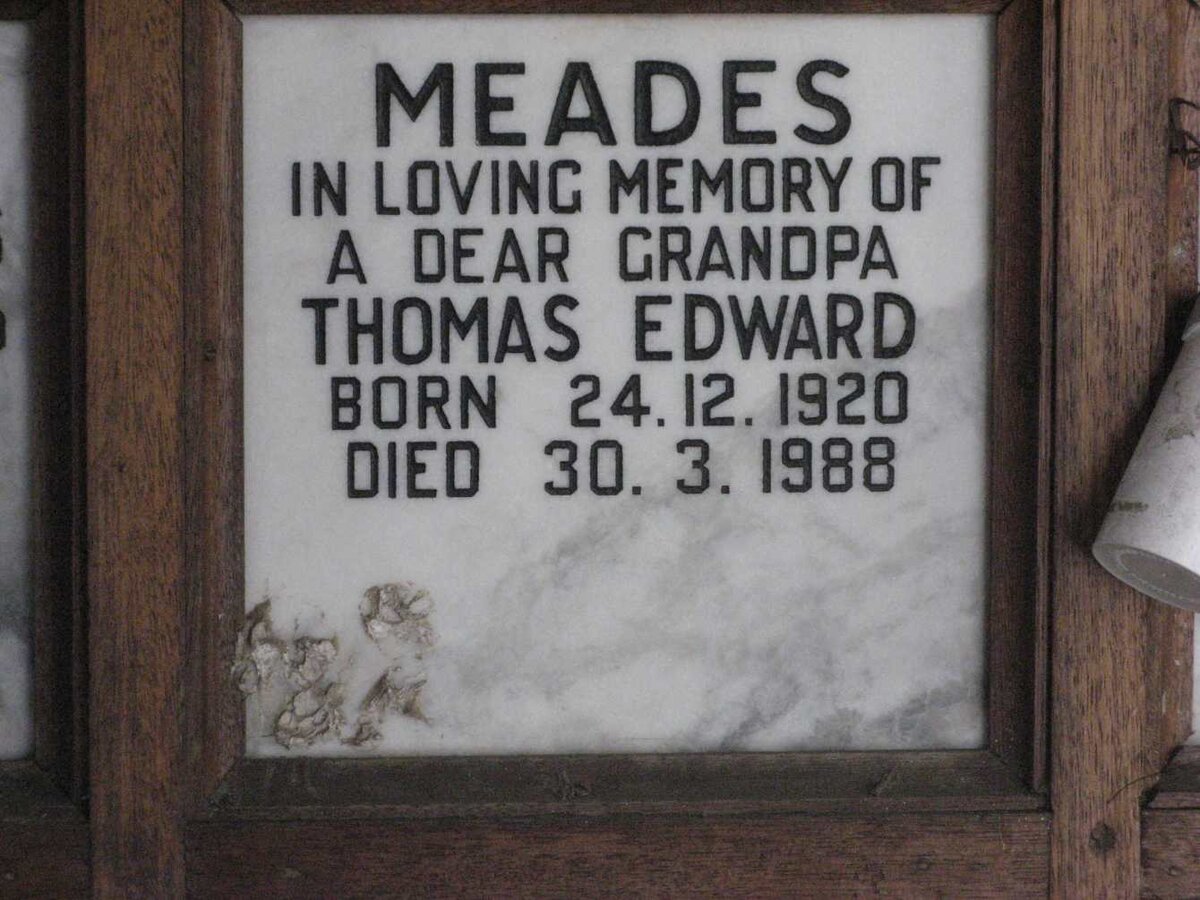 MEADES
IN LOVING MEMORY OF
A DEAR GRANDPA
THOMAS EDWARD
BORN 24.12.1920
DIED 30.3.1988